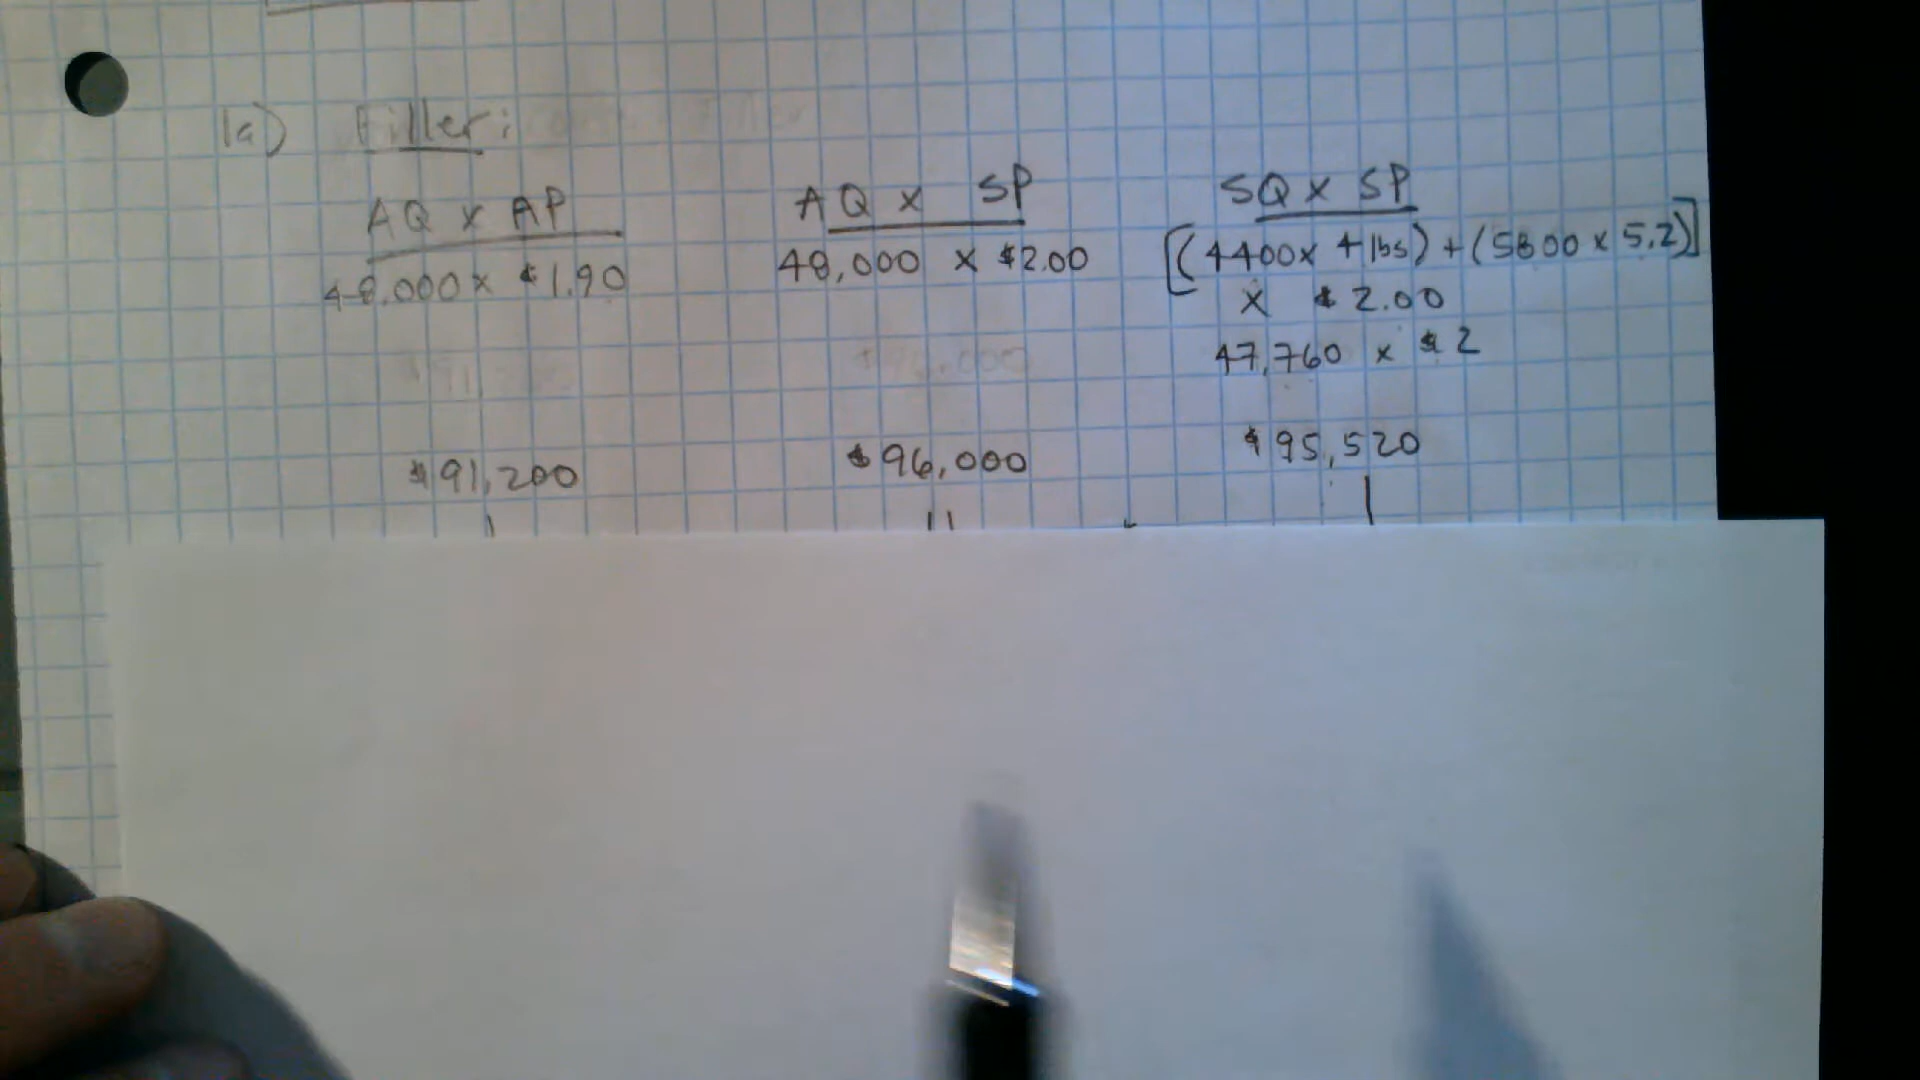 1a) Filler:
AQ x AP
48,000 x $1.90
$91,200
AQ x SP
48,000 x $2.00
$96,000
SQ x SP
[(4400x 4 lbs) + (5800 x 5.2)]
x $2.00
47,760 x $2
$95,520